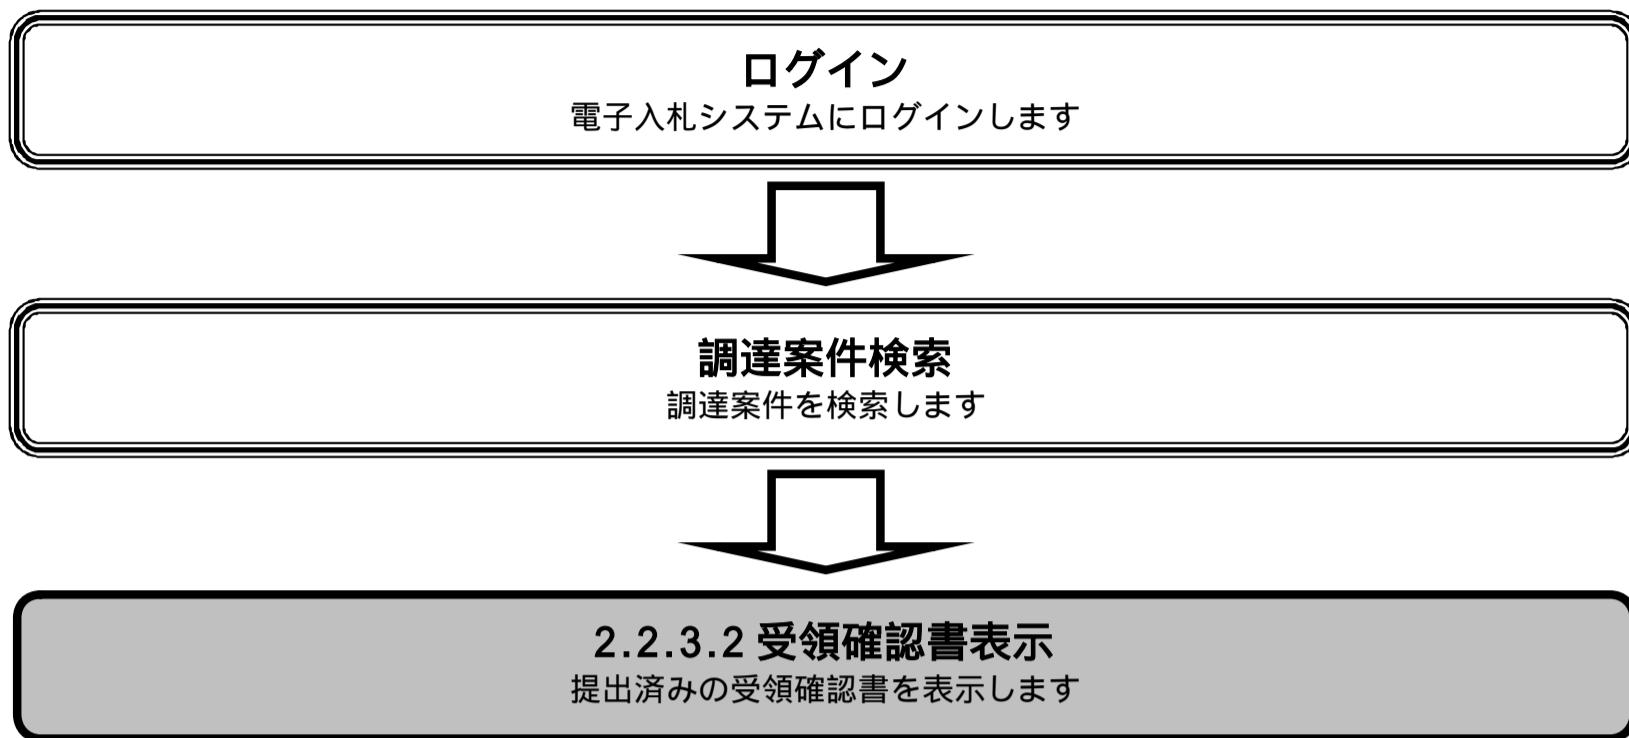 ログイン
電子入札システムにログインします
調達案件検索
調達案件を検索します
2.2.3.2 受領確認書表示
提出済みの受領確認書を表示します